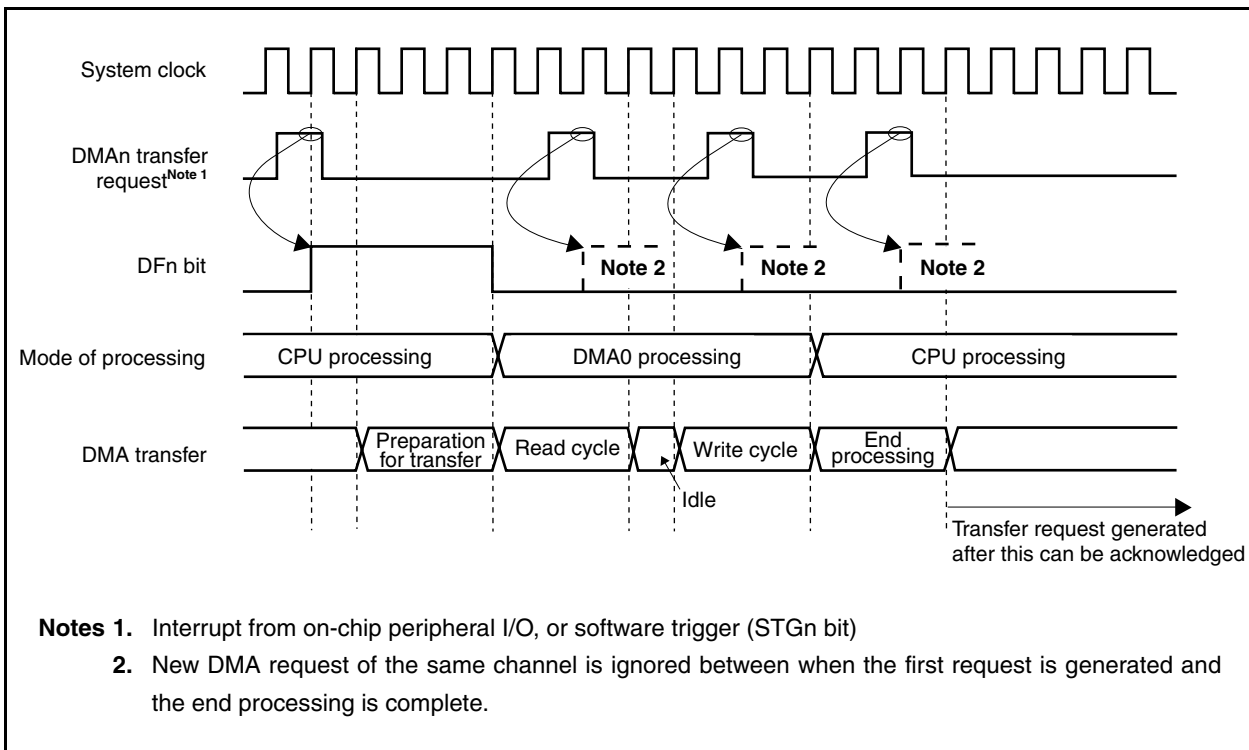 System clock
DMAn transfer
requestNote 1
DFn bit
Note 2
Note 2
Note 2
Mode of processing
CPU processing
DMA0 processing
CPU processing
DMA transfer
Preparation
for transfer
Read cycle
Write cycle
End
processing
Idle
Transfer request generated
after this can be acknowledged
Notes 1. Interrupt from on-chip peripheral I/O, or software trigger (STGn bit)
2. New DMA request of the same channel is ignored between when the first request is generated and
the end processing is complete.